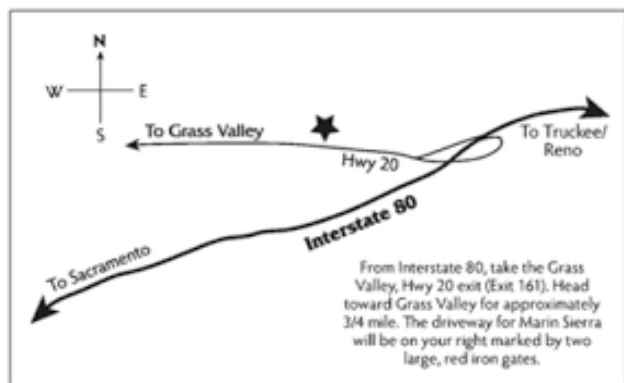 N
W E
S
To Grass Valley
Hwy 20
To Truckee/
Reno
Interstate 80
To Sacramento
From Interstate 80, take the Grass
Valley, Hwy 20 exit (Exit 161). Head
toward Grass Valley for approximately
3/4 mile. The driveway for Marin Sierra
will be on your right marked by two
large, red iron gates.